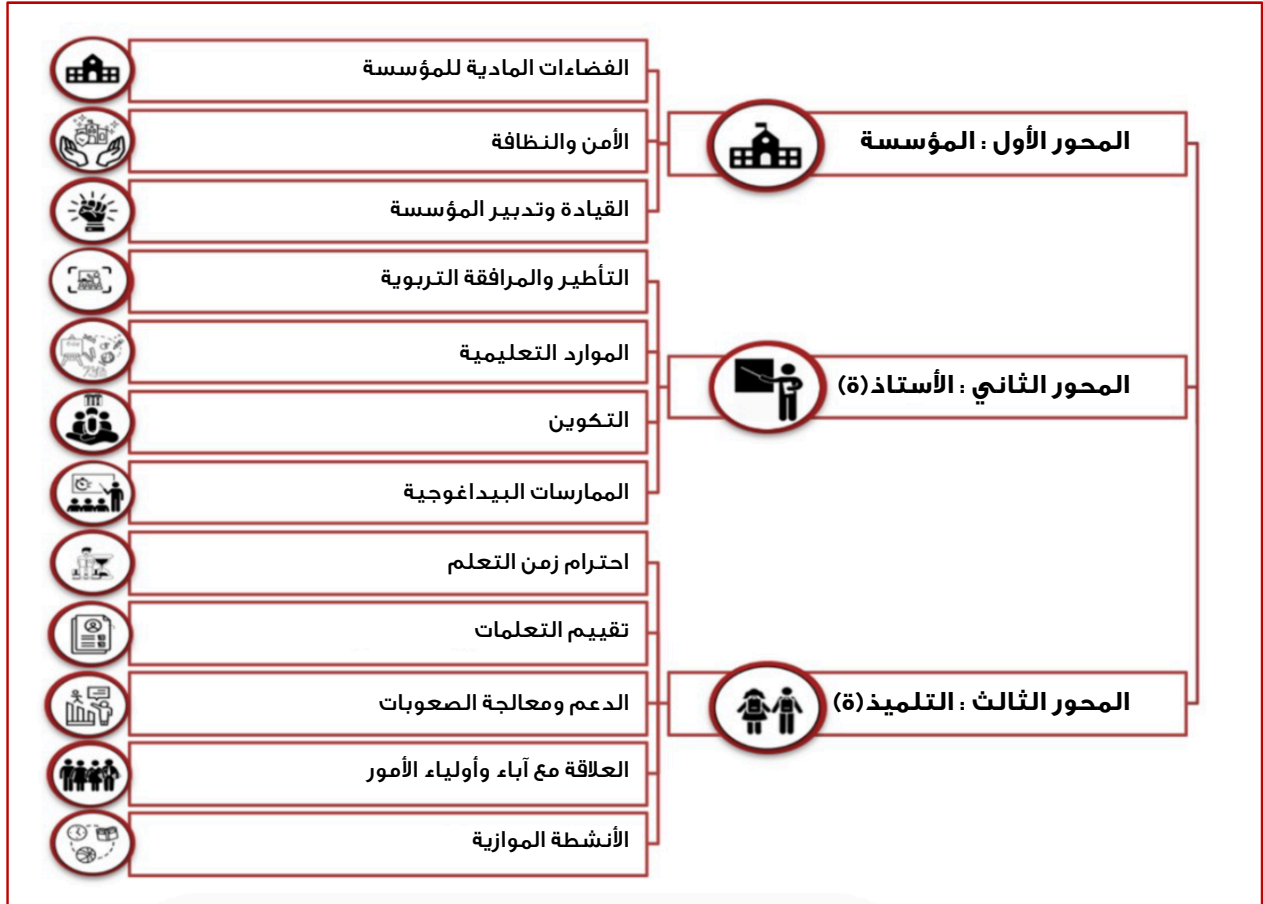 المحور الأول : المؤسسة
الفضاءات المادية للمؤسسة
الأمن والنظافة
القيادة وتدبير المؤسسة
المحور الثاني : الأستاذ(ة)
التأطير والمرافقة التربوية
الموارد التعليمية
التكوين
الممارسات البيداغوجية
المحور الثالث : التلميذ(ة)
احترام زمن التعلم
تقييم التعلمات
الدعم ومعالجة الصعوبات
العلاقة مع آباء وأولياء الأمور
الأنشطة الموازية